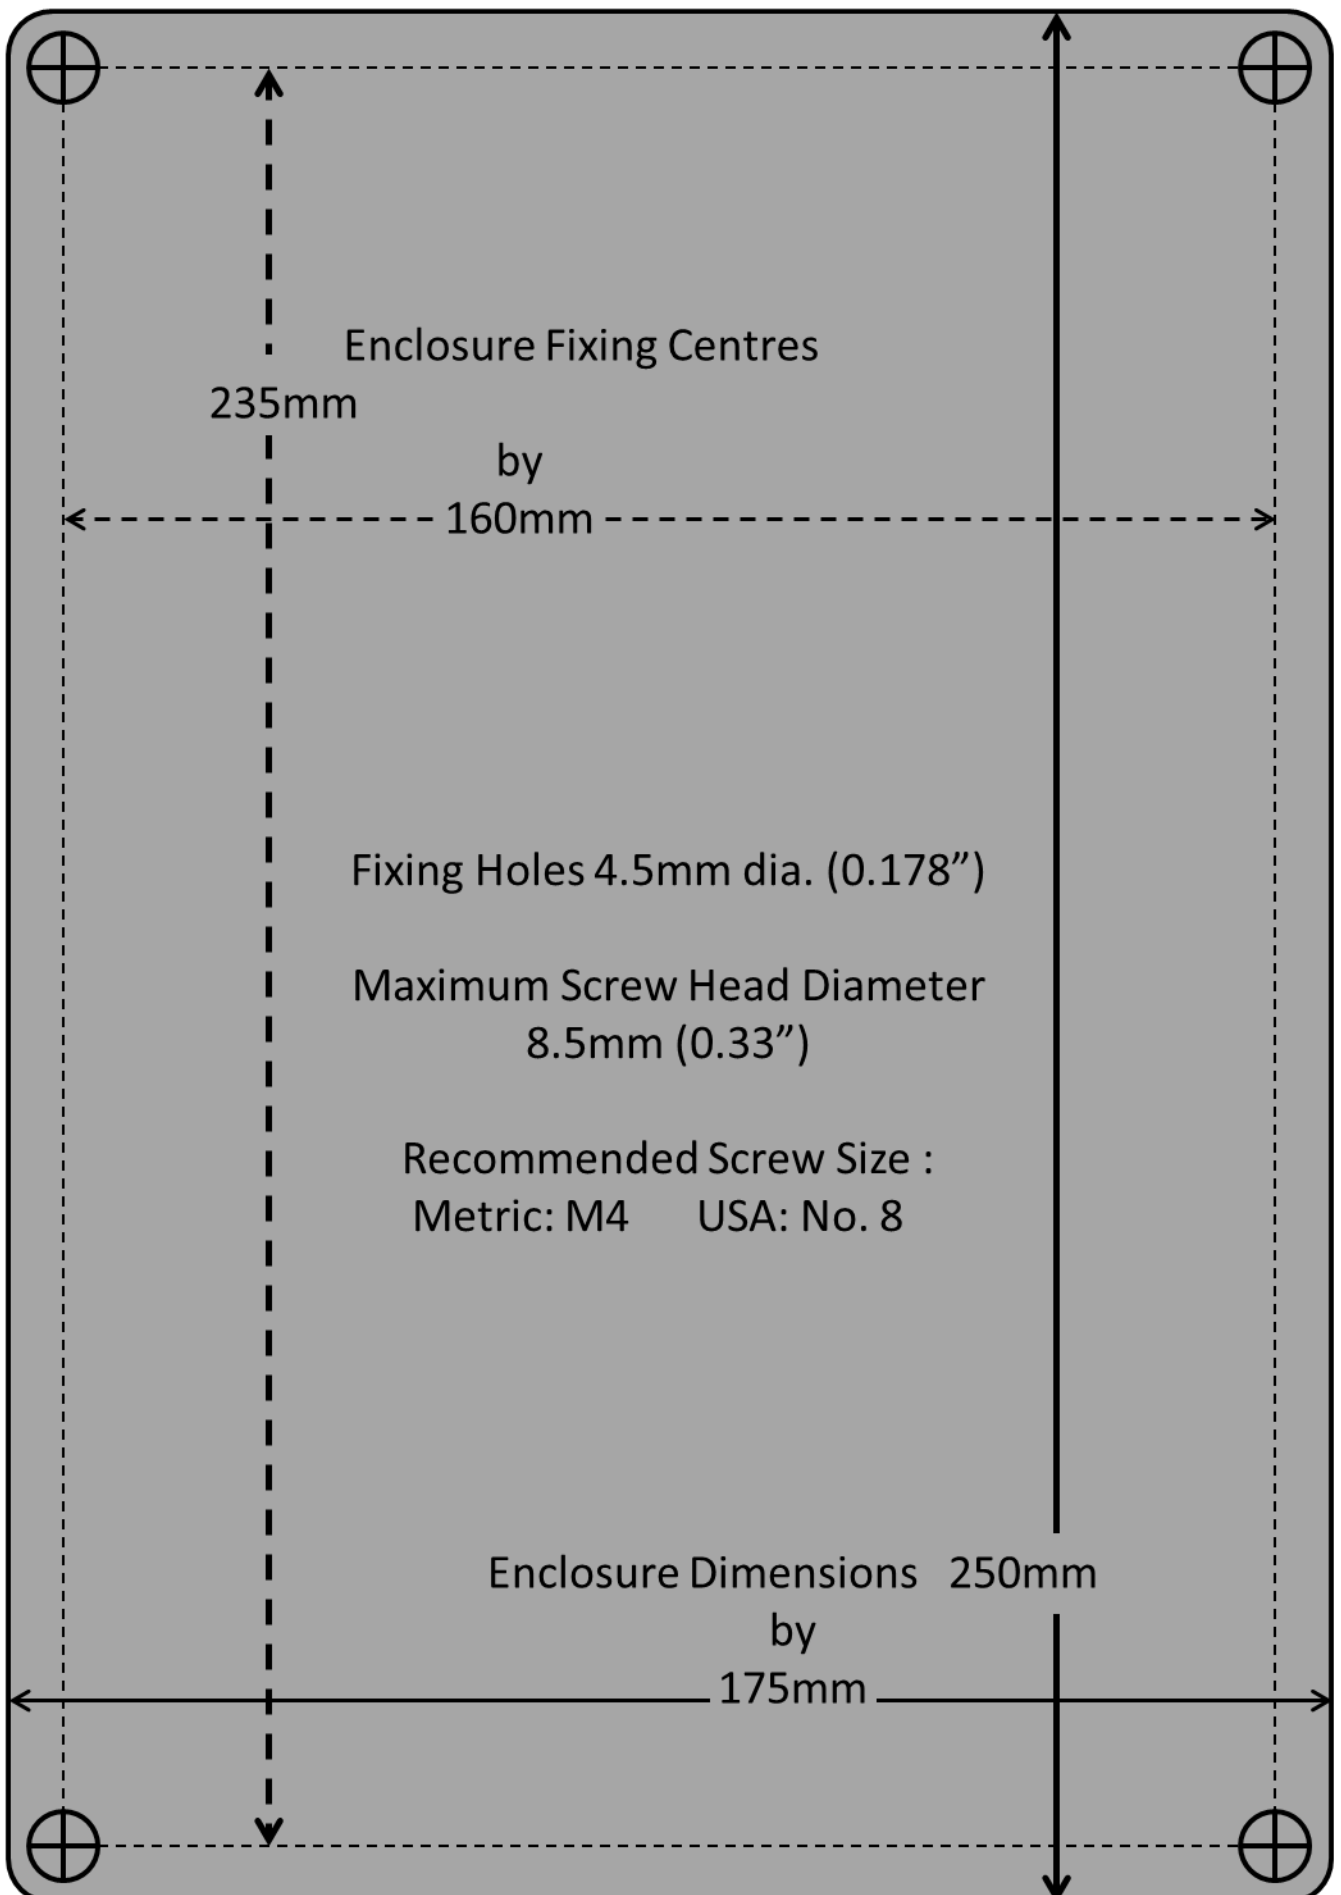 Enclosure Fixing Centres
235mm
by
160mm
Fixing Holes 4.5mm dia. (0.178”)
Maximum Screw Head Diameter
8.5mm (0.33”)
Recommended Screw Size :
Metric: M4 USA: No. 8
Enclosure Dimensions 250mm
by
175mm